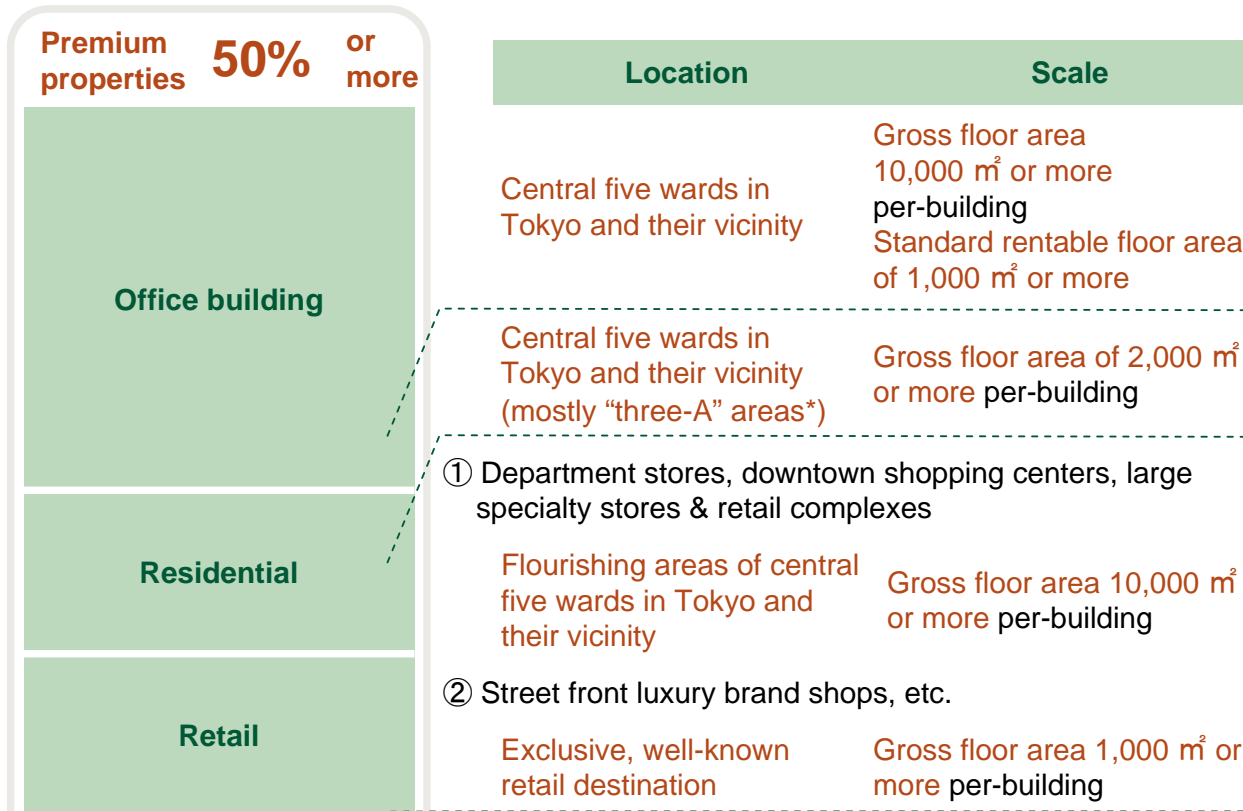 Premium properties 50% or more
Location Scale
Office building
Central five wards in
Tokyo and their vicinity
Gross floor area
10,000 ㎡ or more
per-building
Standard rentable floor area
of 1,000 ㎡ or more
Residential
Central five wards in
Tokyo and their vicinity
(mostly “three-A” areas*)
Gross floor area of 2,000 ㎡
or more per-building
Retail
① Department stores, downtown shopping centers, large
specialty stores & retail complexes
Flourishing areas of central
five wards in Tokyo and
their vicinity
Gross floor area 10,000 ㎡
or more per-building
② Street front luxury brand shops, etc.
Exclusive, well-known
retail destination
Gross floor area 1,000 ㎡ or
more per-building